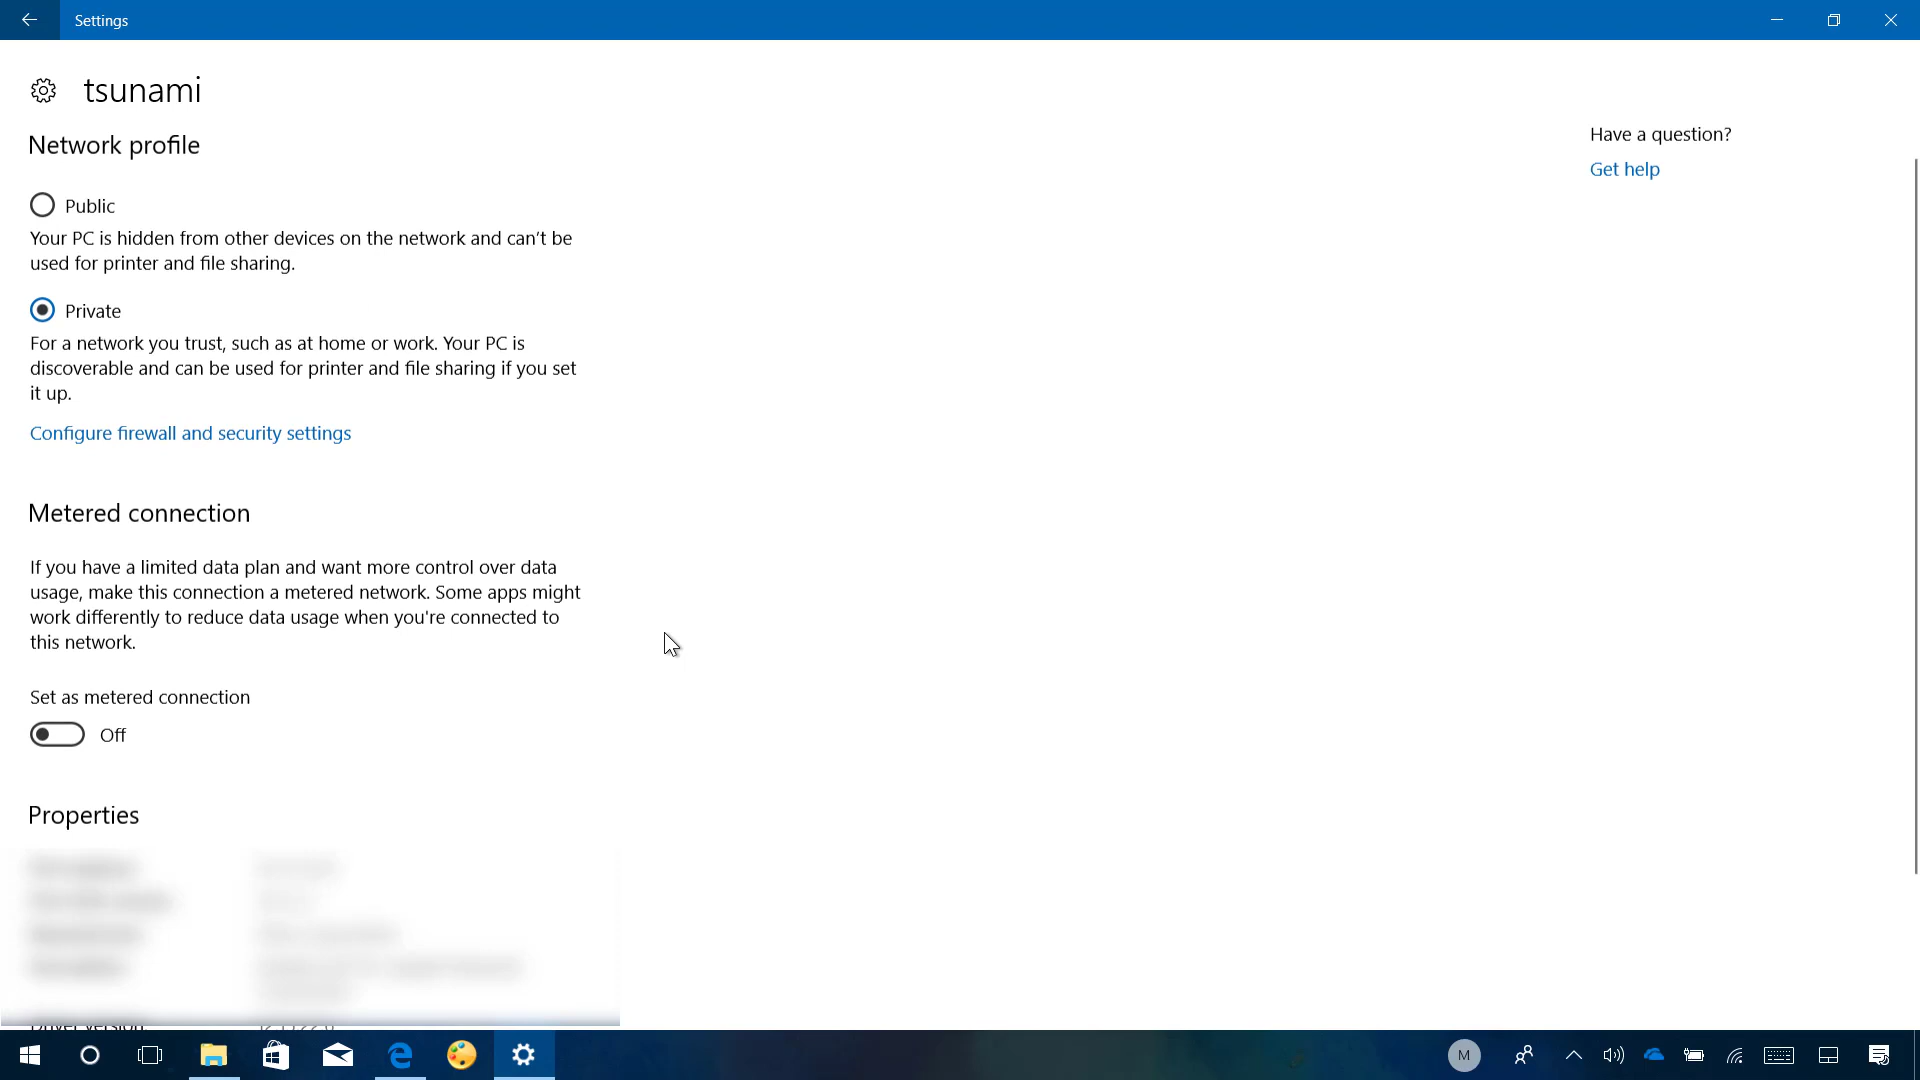 Settings
tsunami
Network profile
Have a question?
Get help
Public
Your PC is hidden from other devices on the network and can’t be
used for printer and file sharing.
Private
For a network you trust, such as at home or work. Your PC is
discoverable and can be used for printer and file sharing if you set
it up.
Configure firewall and security settings
Metered connection
If you have a limited data plan and want more control over data
usage, make this connection a metered network. Some apps might
work differently to reduce data usage when you're connected to
this network.
Set as metered connection
Off
Properties
Driver version:
M